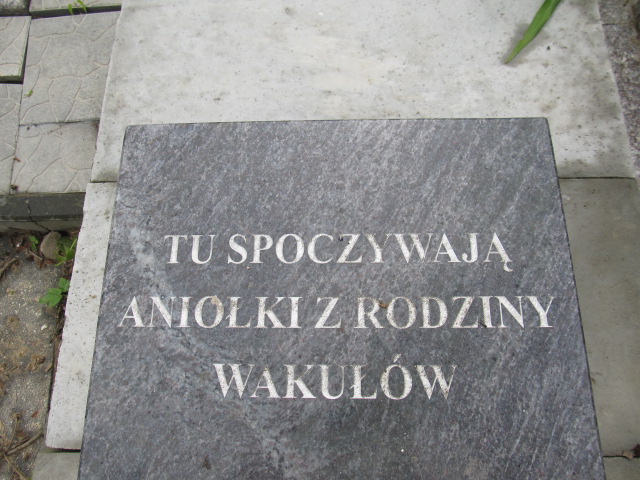 TU SPOCZYWAJĄ
ANIOŁKI Z RODZINY
WAKUŁÓW